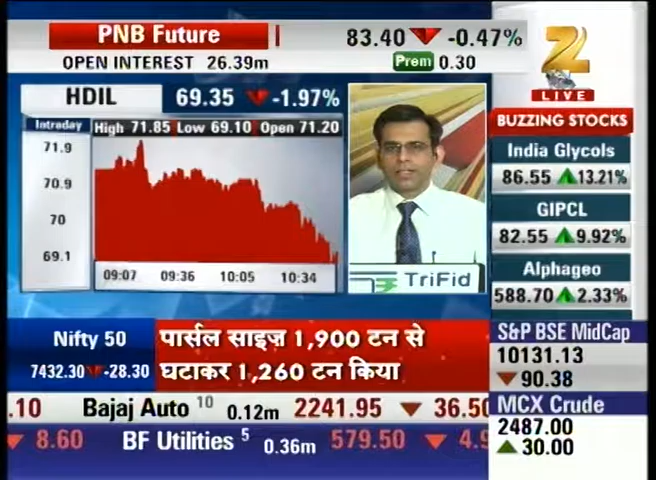 PNB Future
83.40 -0.47%
OPEN INTEREST 26.39m
Prem 0.30
LIVE
HDIL 69.35 -1.97%
Intraday High 71.85 Low 69.10 Open 71.20
71.9
70.9
70
69.1
09:07 09:36 10:05 10:34
TriFid
BUZZING STOCKS
India Glycols
86.55 13.21%
GIPCL
82.55 9.92%
Alphageo
588.70 2.33%
Nifty 50
7432.30 -28.30
पार्सल साइज़ 1,900 टन से
घटाकर 1,260 टन किया
S&P BSE MidCap
10131.13
90.38
MCX Crude
2487.00
30.00
.10 Bajaj Auto 10 0.12m 2241.95 36.50
8.60 BF Utilities 5 0.36m 579.50 4.9